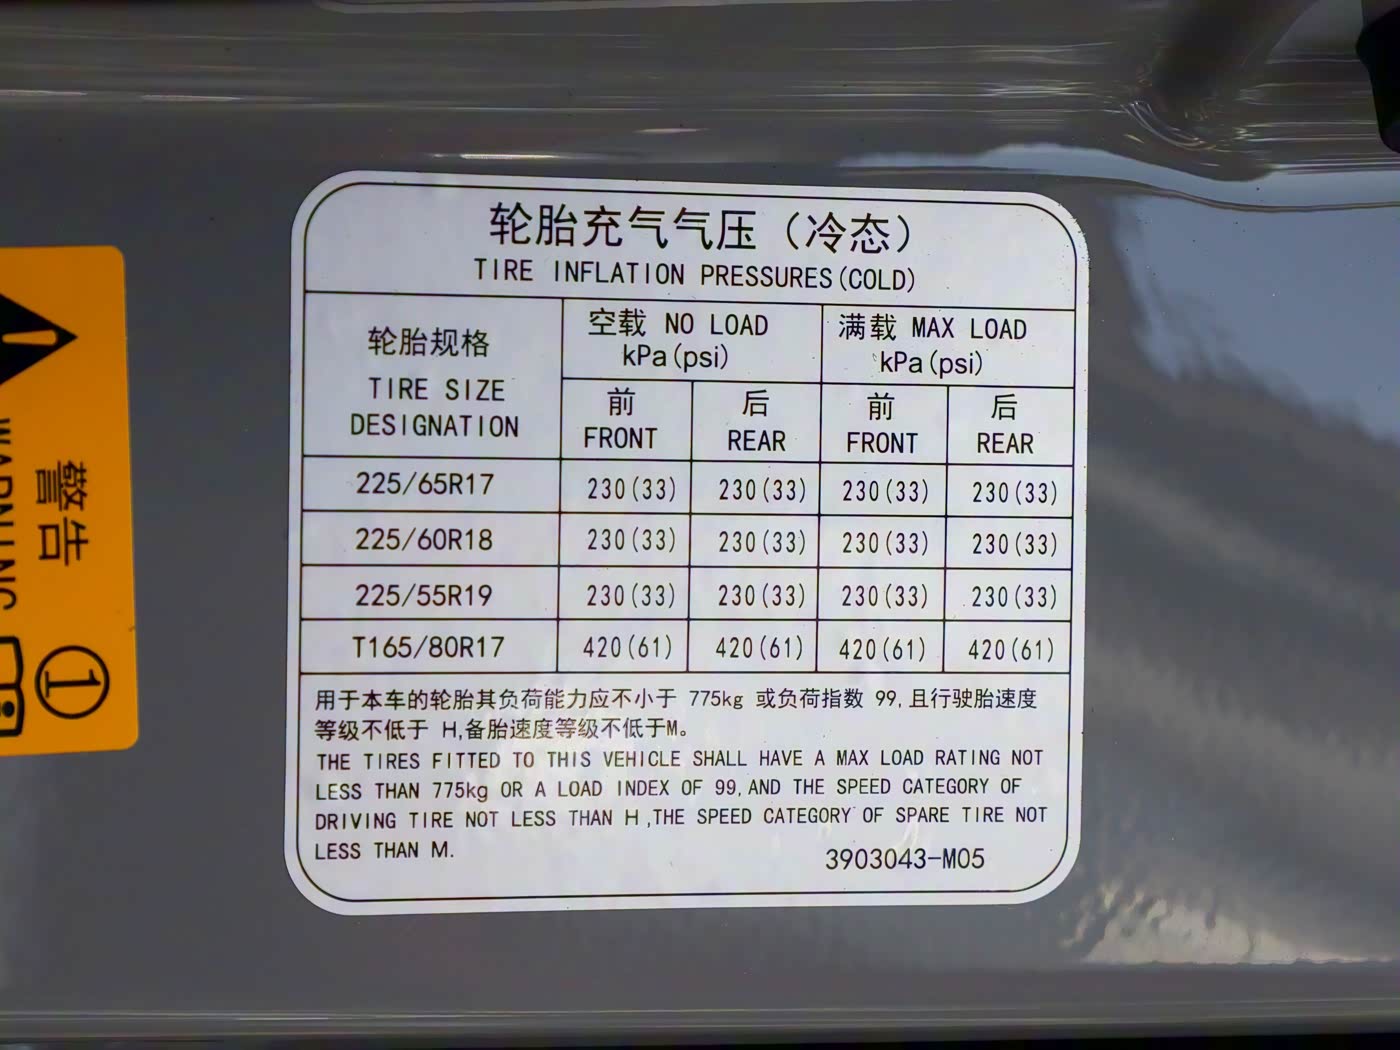 轮胎充气气压（冷态）
TIRE INFLATION PRESSURES(COLD)
轮胎规格
TIRE SIZE
DESIGNATION
空载 NO LOAD
kPa(psi)
满载 MAX LOAD
kPa(psi)
前
FRONT
后
REAR
前
FRONT
后
REAR
225/65R17 230(33) 230(33) 230(33) 230(33)
225/60R18 230(33) 230(33) 230(33) 230(33)
225/55R19 230(33) 230(33) 230(33) 230(33)
T165/80R17 420(61) 420(61) 420(61) 420(61)
用于本车的轮胎其负荷能力应不小于 775kg 或负荷指数 99,且行驶胎速度
等级不低于 H,备胎速度等级不低于M。
THE TIRES FITTED TO THIS VEHICLE SHALL HAVE A MAX LOAD RATING NOT
LESS THAN 775kg OR A LOAD INDEX OF 99,AND THE SPEED CATEGORY OF
DRIVING TIRE NOT LESS THAN H ,THE SPEED CATEGORY OF SPARE TIRE NOT
LESS THAN M.
3903043-M05
警告
WARNING
①